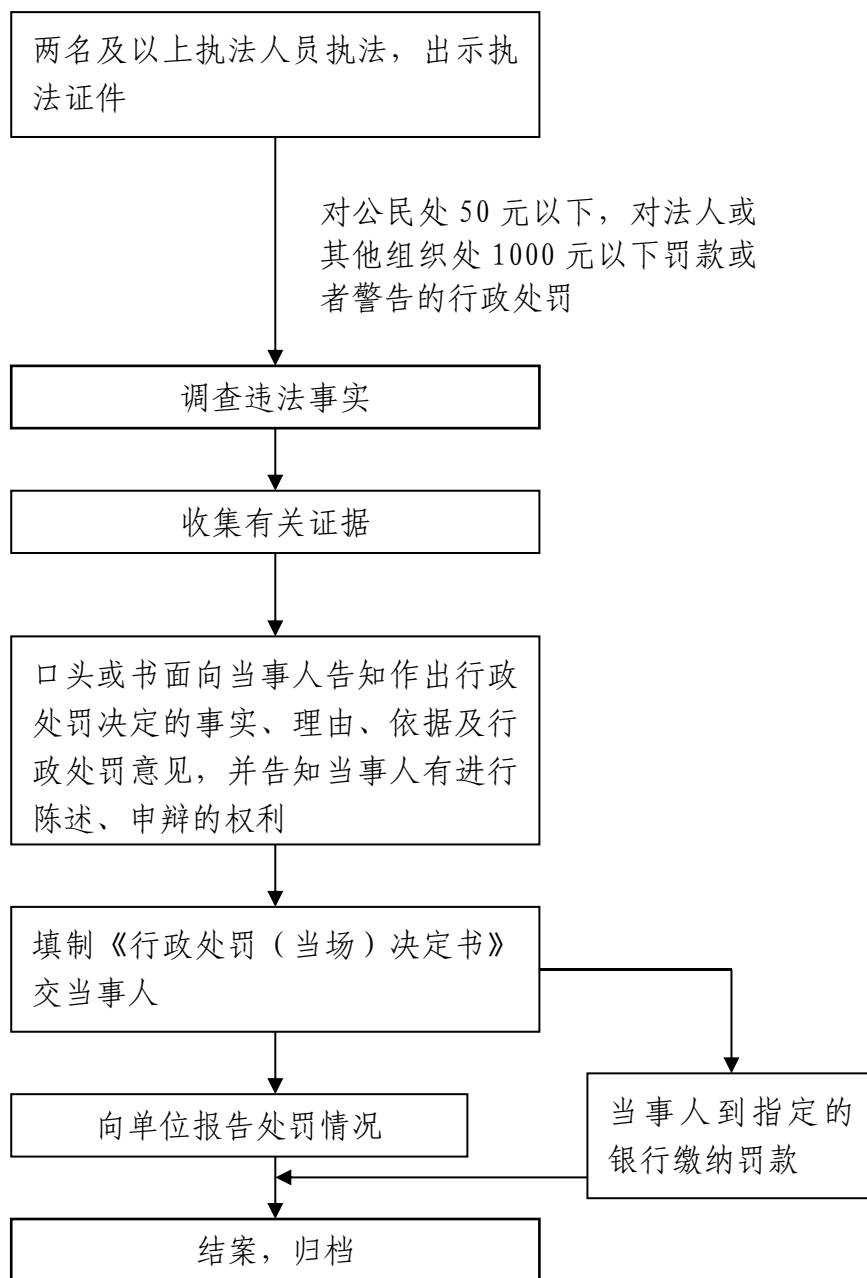 两名及以上执法人员执法，出示执
法证件
对公民处 50 元以下，对法人或
其他组织处 1000 元以下罚款或
者警告的行政处罚
调查违法事实
收集有关证据
口头或书面向当事人告知作出行政
处罚决定的事实、理由、依据及行
政处罚意见，并告知当事人有进行
陈述、申辩的权利
填制《行政处罚（当场）决定书》
交当事人
向单位报告处罚情况
当事人到指定的
银行缴纳罚款
结案，归档